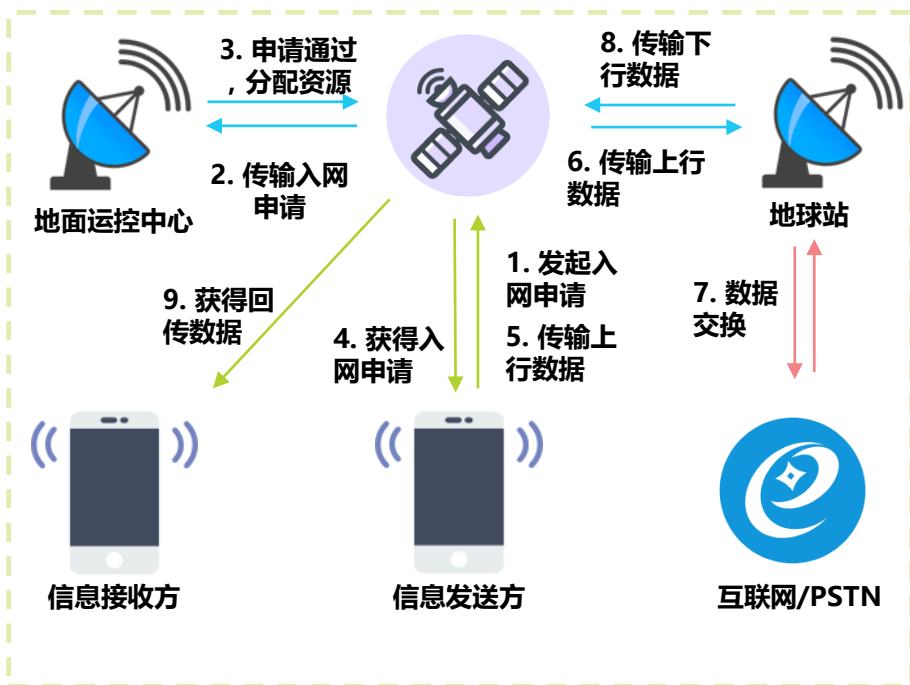 3. 申请通过
，分配资源
8. 传输下
行数据
2. 传输入网
申请
6. 传输上行
数据
地面运控中心
地球站
1. 发起入
网申请
9. 获得回
传数据
4. 获得入
网申请
5. 传输上
行数据
7. 数据
交换
信息接收方
信息发送方
互联网/PSTN